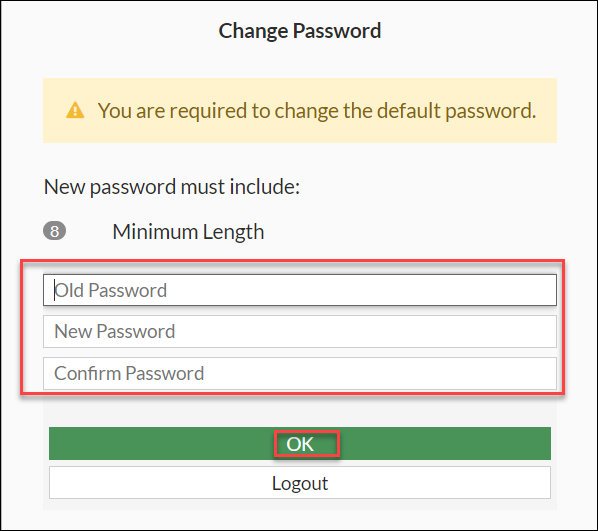 Change Password
You are required to change the default password.
New password must include:
8 Minimum Length
Old Password
New Password
Confirm Password
OK
Logout